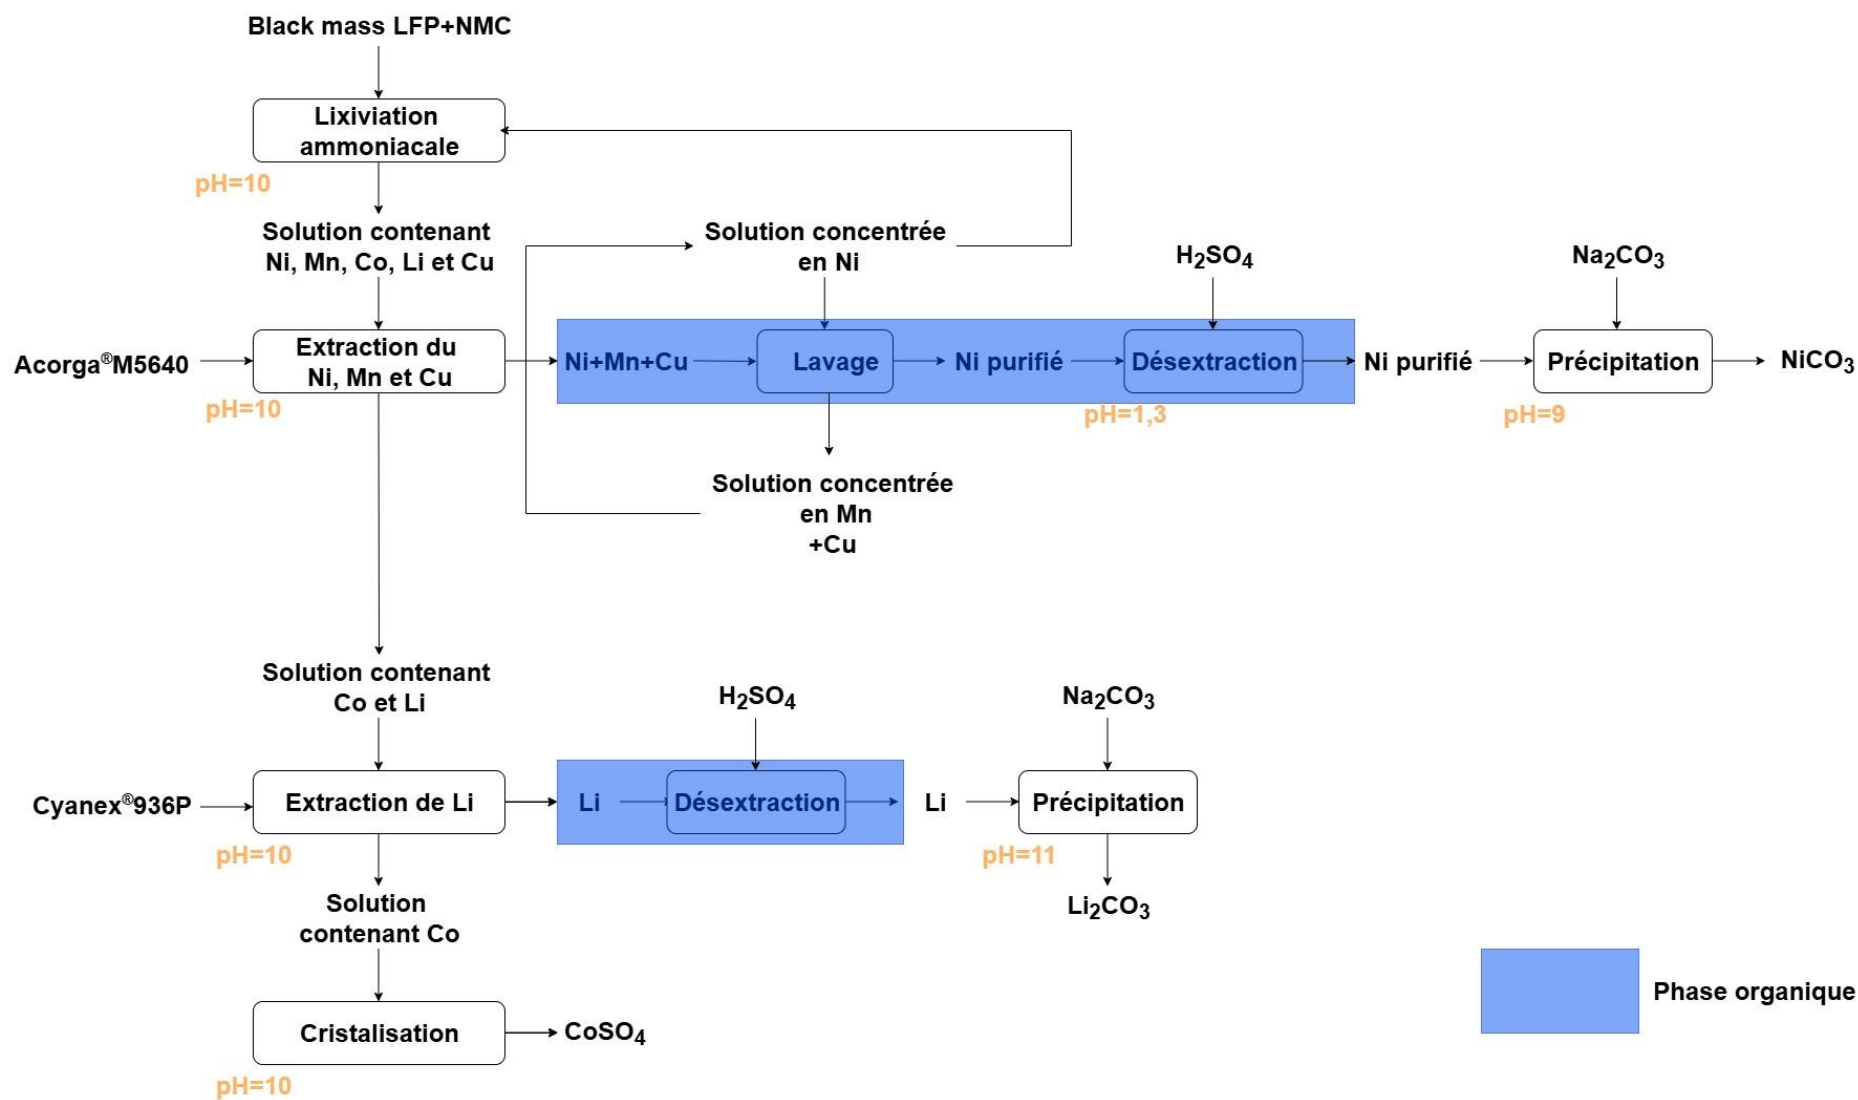 Black mass LFP+NMC
Lixiviation
ammoniacale
pH=10
Solution contenant
Ni, Mn, Co, Li et Cu
Solution concentrée
en Ni
H₂SO₄
Na₂CO₃
Acorga®M5640
Extraction du
Ni, Mn et Cu
pH=10
Ni+Mn+Cu
Lavage
Ni purifié
Désextraction
pH=1,3
Ni purifié
Précipitation
pH=9
NiCO₃
Solution concentrée
en Mn
+Cu
Solution contenant
Co et Li
H₂SO₄
Na₂CO₃
Cyanex®936P
Extraction de Li
pH=10
Li
Désextraction
Li
Précipitation
pH=11
Li₂CO₃
Solution
contenant Co
Cristalisation
pH=10
CoSO₄
Phase organique